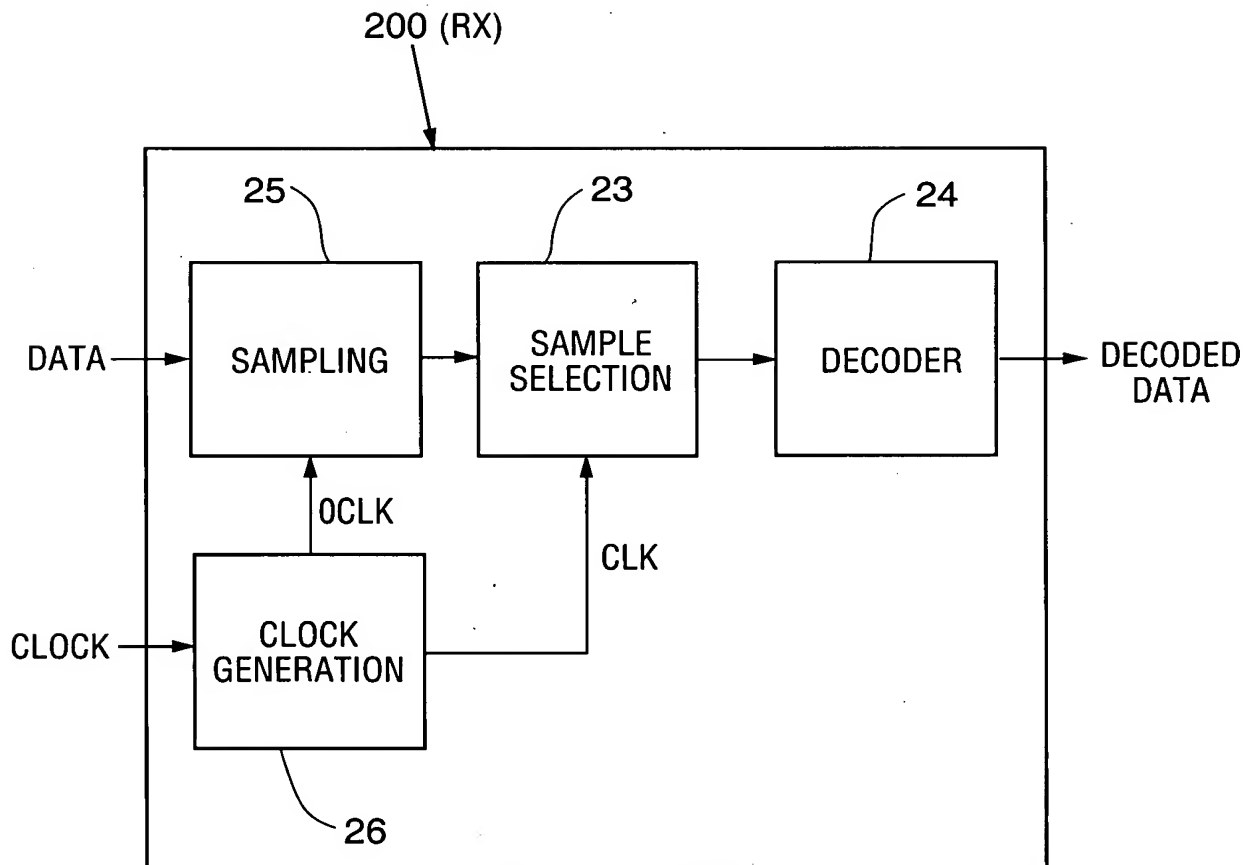 200 (RX)
25
23
24
DATA
SAMPLING
SAMPLE
SELECTION
DECODER
DECODED
DATA
OCLK
CLK
CLOCK
CLOCK
GENERATION
26